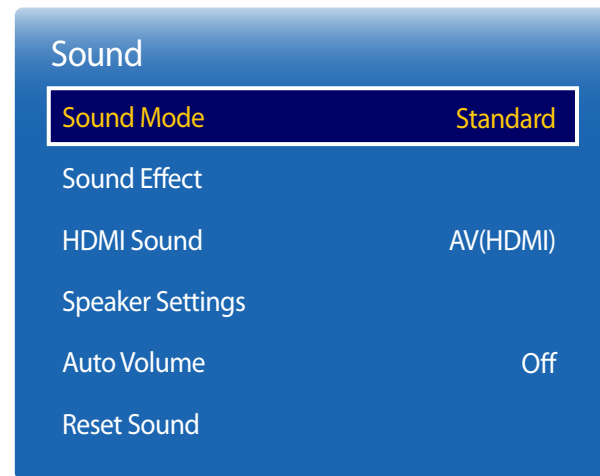 Sound
Sound Mode Standard
Sound Effect
HDMI Sound AV(HDMI)
Speaker Settings
Auto Volume Off
Reset Sound